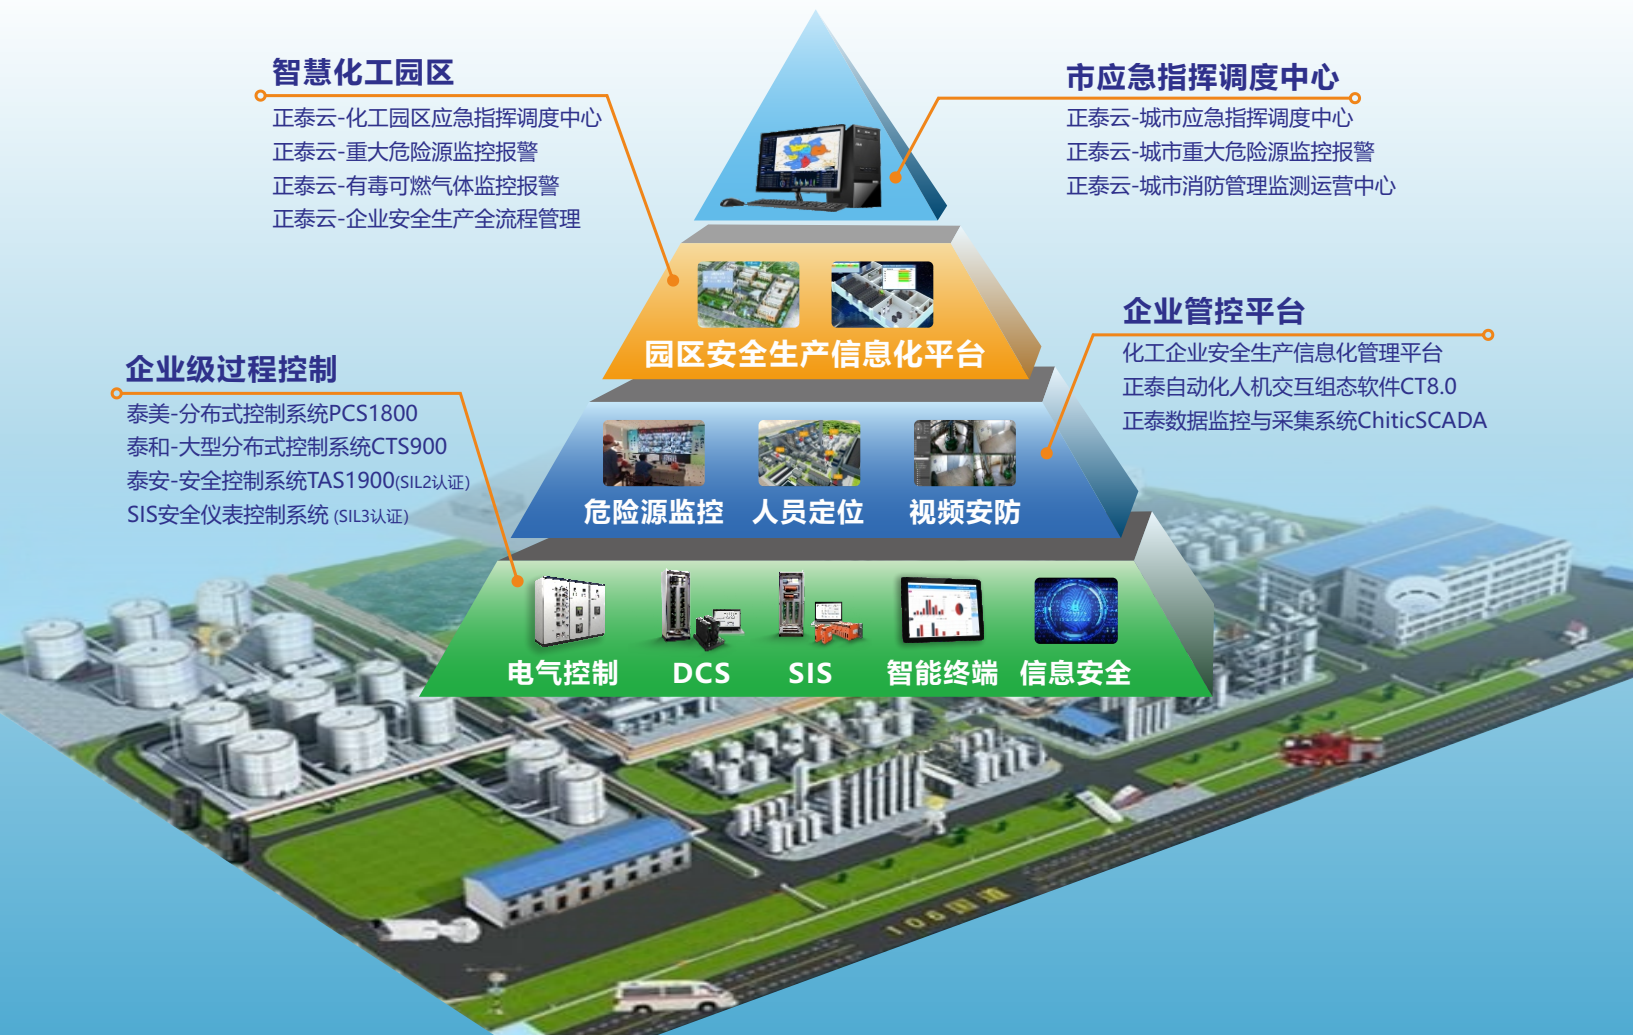 智慧化工园区
正泰云-化工园区应急指挥调度中心
正泰云-重大危险源监控报警
正泰云-有毒可燃气体监控报警
正泰云-企业安全生产全流程管理
市应急指挥调度中心
正泰云-城市应急指挥调度中心
正泰云-城市重大危险源监控报警
正泰云-城市消防管理监测运营中心
园区安全生产信息化平台
企业管控平台
化工企业安全生产信息化管理平台
正泰自动化人机交互组态软件CT8.0
正泰数据监控与采集系统ChiticSCADA
企业级过程控制
泰美-分布式控制系统PCS1800
泰和-大型分布式控制系统CTS900
泰安-安全控制系统TAS1900(SIL2认证)
SIS安全仪表控制系统 (SIL3认证)
危险源监控 人员定位 视频安防
电气控制 DCS SIS 智能终端 信息安全
106国道